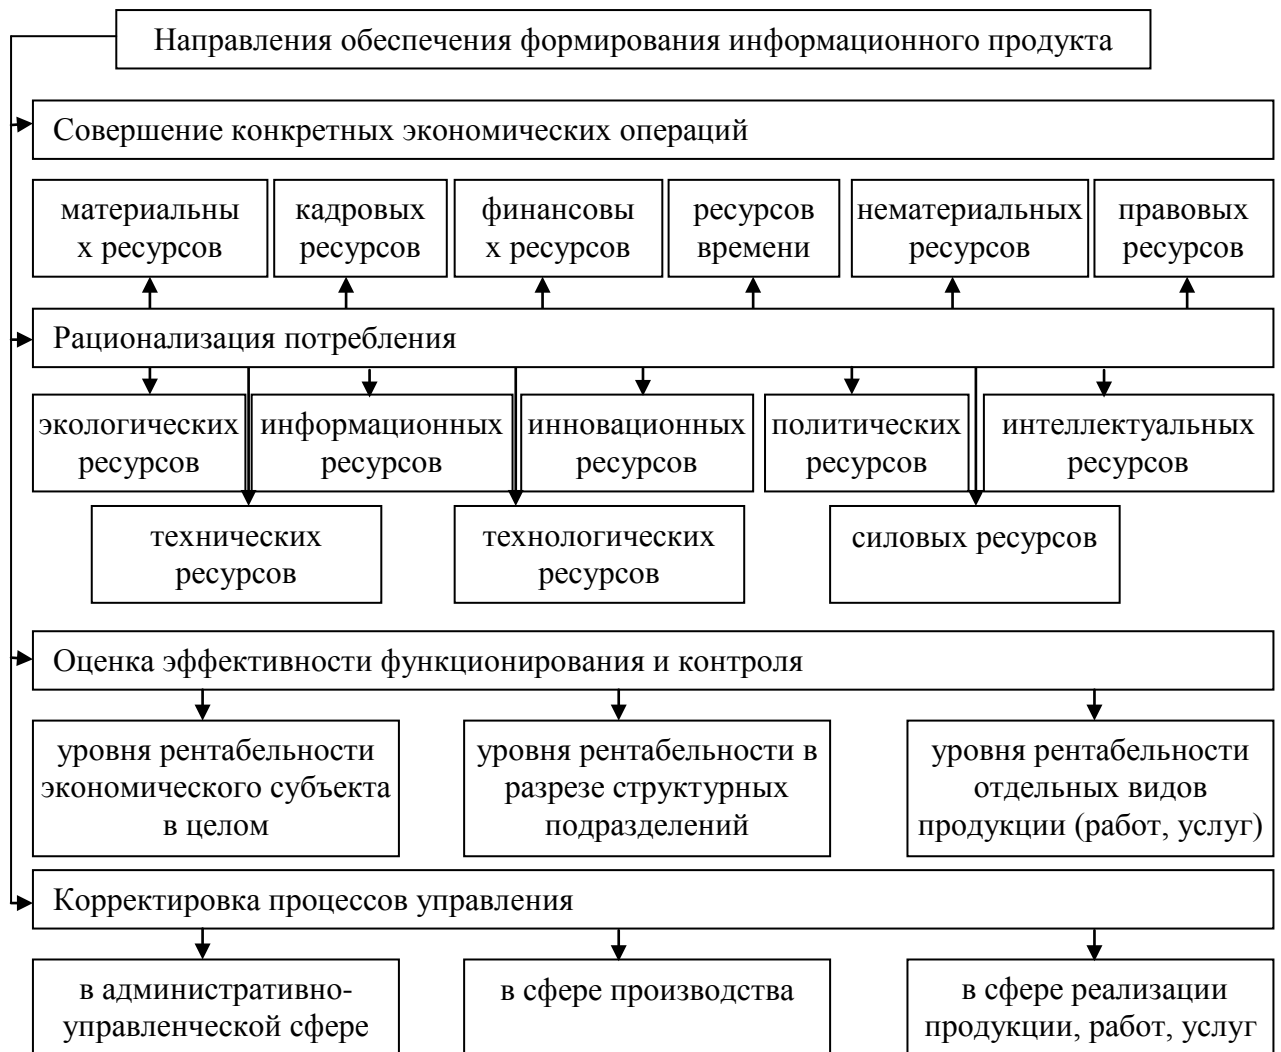 Направления обеспечения формирования информационного продукта
Совершение конкретных экономических операций
материальны
х ресурсов
кадровых
ресурсов
финансовы
х ресурсов
ресурсов
времени
нематериальных
ресурсов
правовых
ресурсов
Рационализация потребления
экологических
ресурсов
информационных
ресурсов
инновационных
ресурсов
политических
ресурсов
интеллектуальных
ресурсов
технических
ресурсов
технологических
ресурсов
силовых ресурсов
Оценка эффективности функционирования и контроля
уровня рентабельности
экономического субъекта
в целом
уровня рентабельности в
разрезе структурных
подразделений
уровня рентабельности
отдельных видов
продукции (работ, услуг)
Корректировка процессов управления
в административно-
управленческой сфере
в сфере производства
в сфере реализации
продукции, работ, услуг